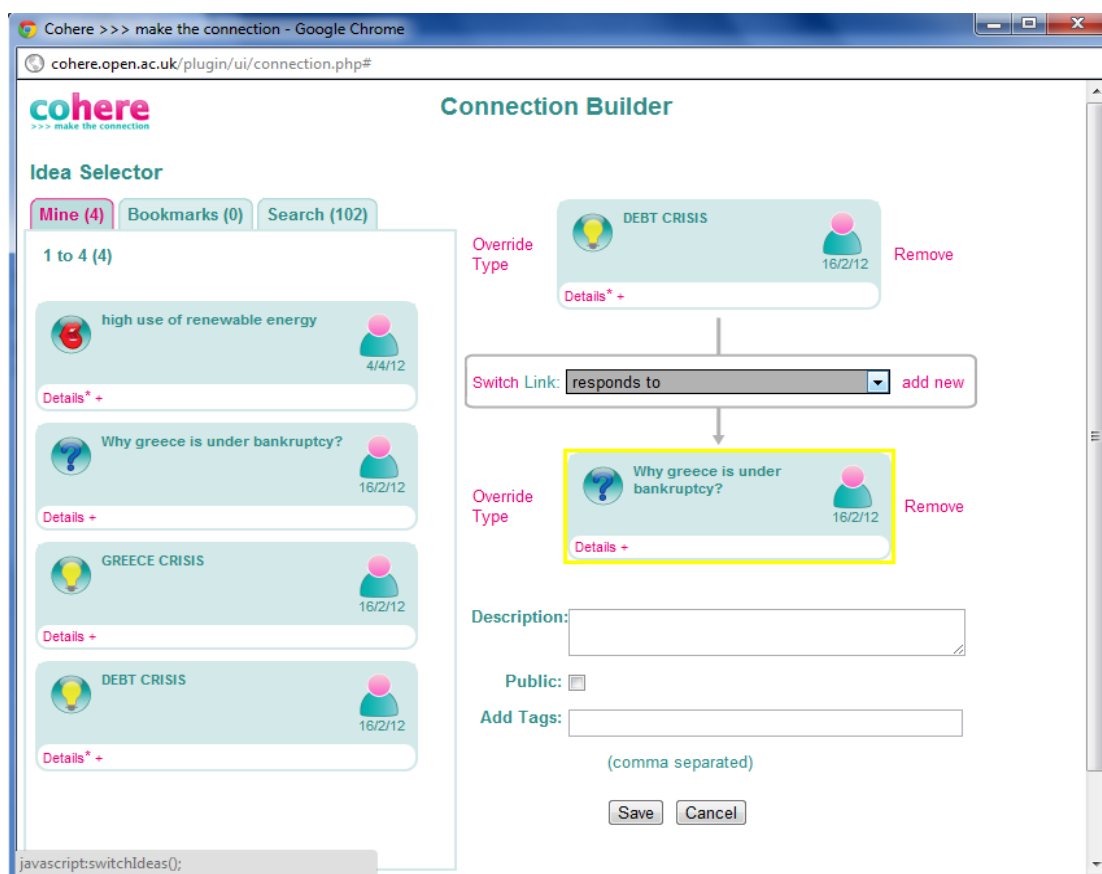 Cohere >>> make the connection - Google Chrome
cohere.open.ac.uk/plugin/ui/connection.php#
cohere
>>> make the connection
Connection Builder
Idea Selector
Mine (4)
Bookmarks (0)
Search (102)
1 to 4 (4)
high use of renewable energy
4/4/12
Details* +
Why greece is under bankruptcy?
16/2/12
Details +
GREECE CRISIS
16/2/12
Details +
DEBT CRISIS
16/2/12
Details* +
Override
Type
DEBT CRISIS
16/2/12
Remove
Details* +
Switch Link: responds to
add new
Override
Type
Why greece is under
bankruptcy?
16/2/12
Remove
Details +
Description:
Public:
Add Tags:
(comma separated)
Save
Cancel
javascript:switchIdeas();